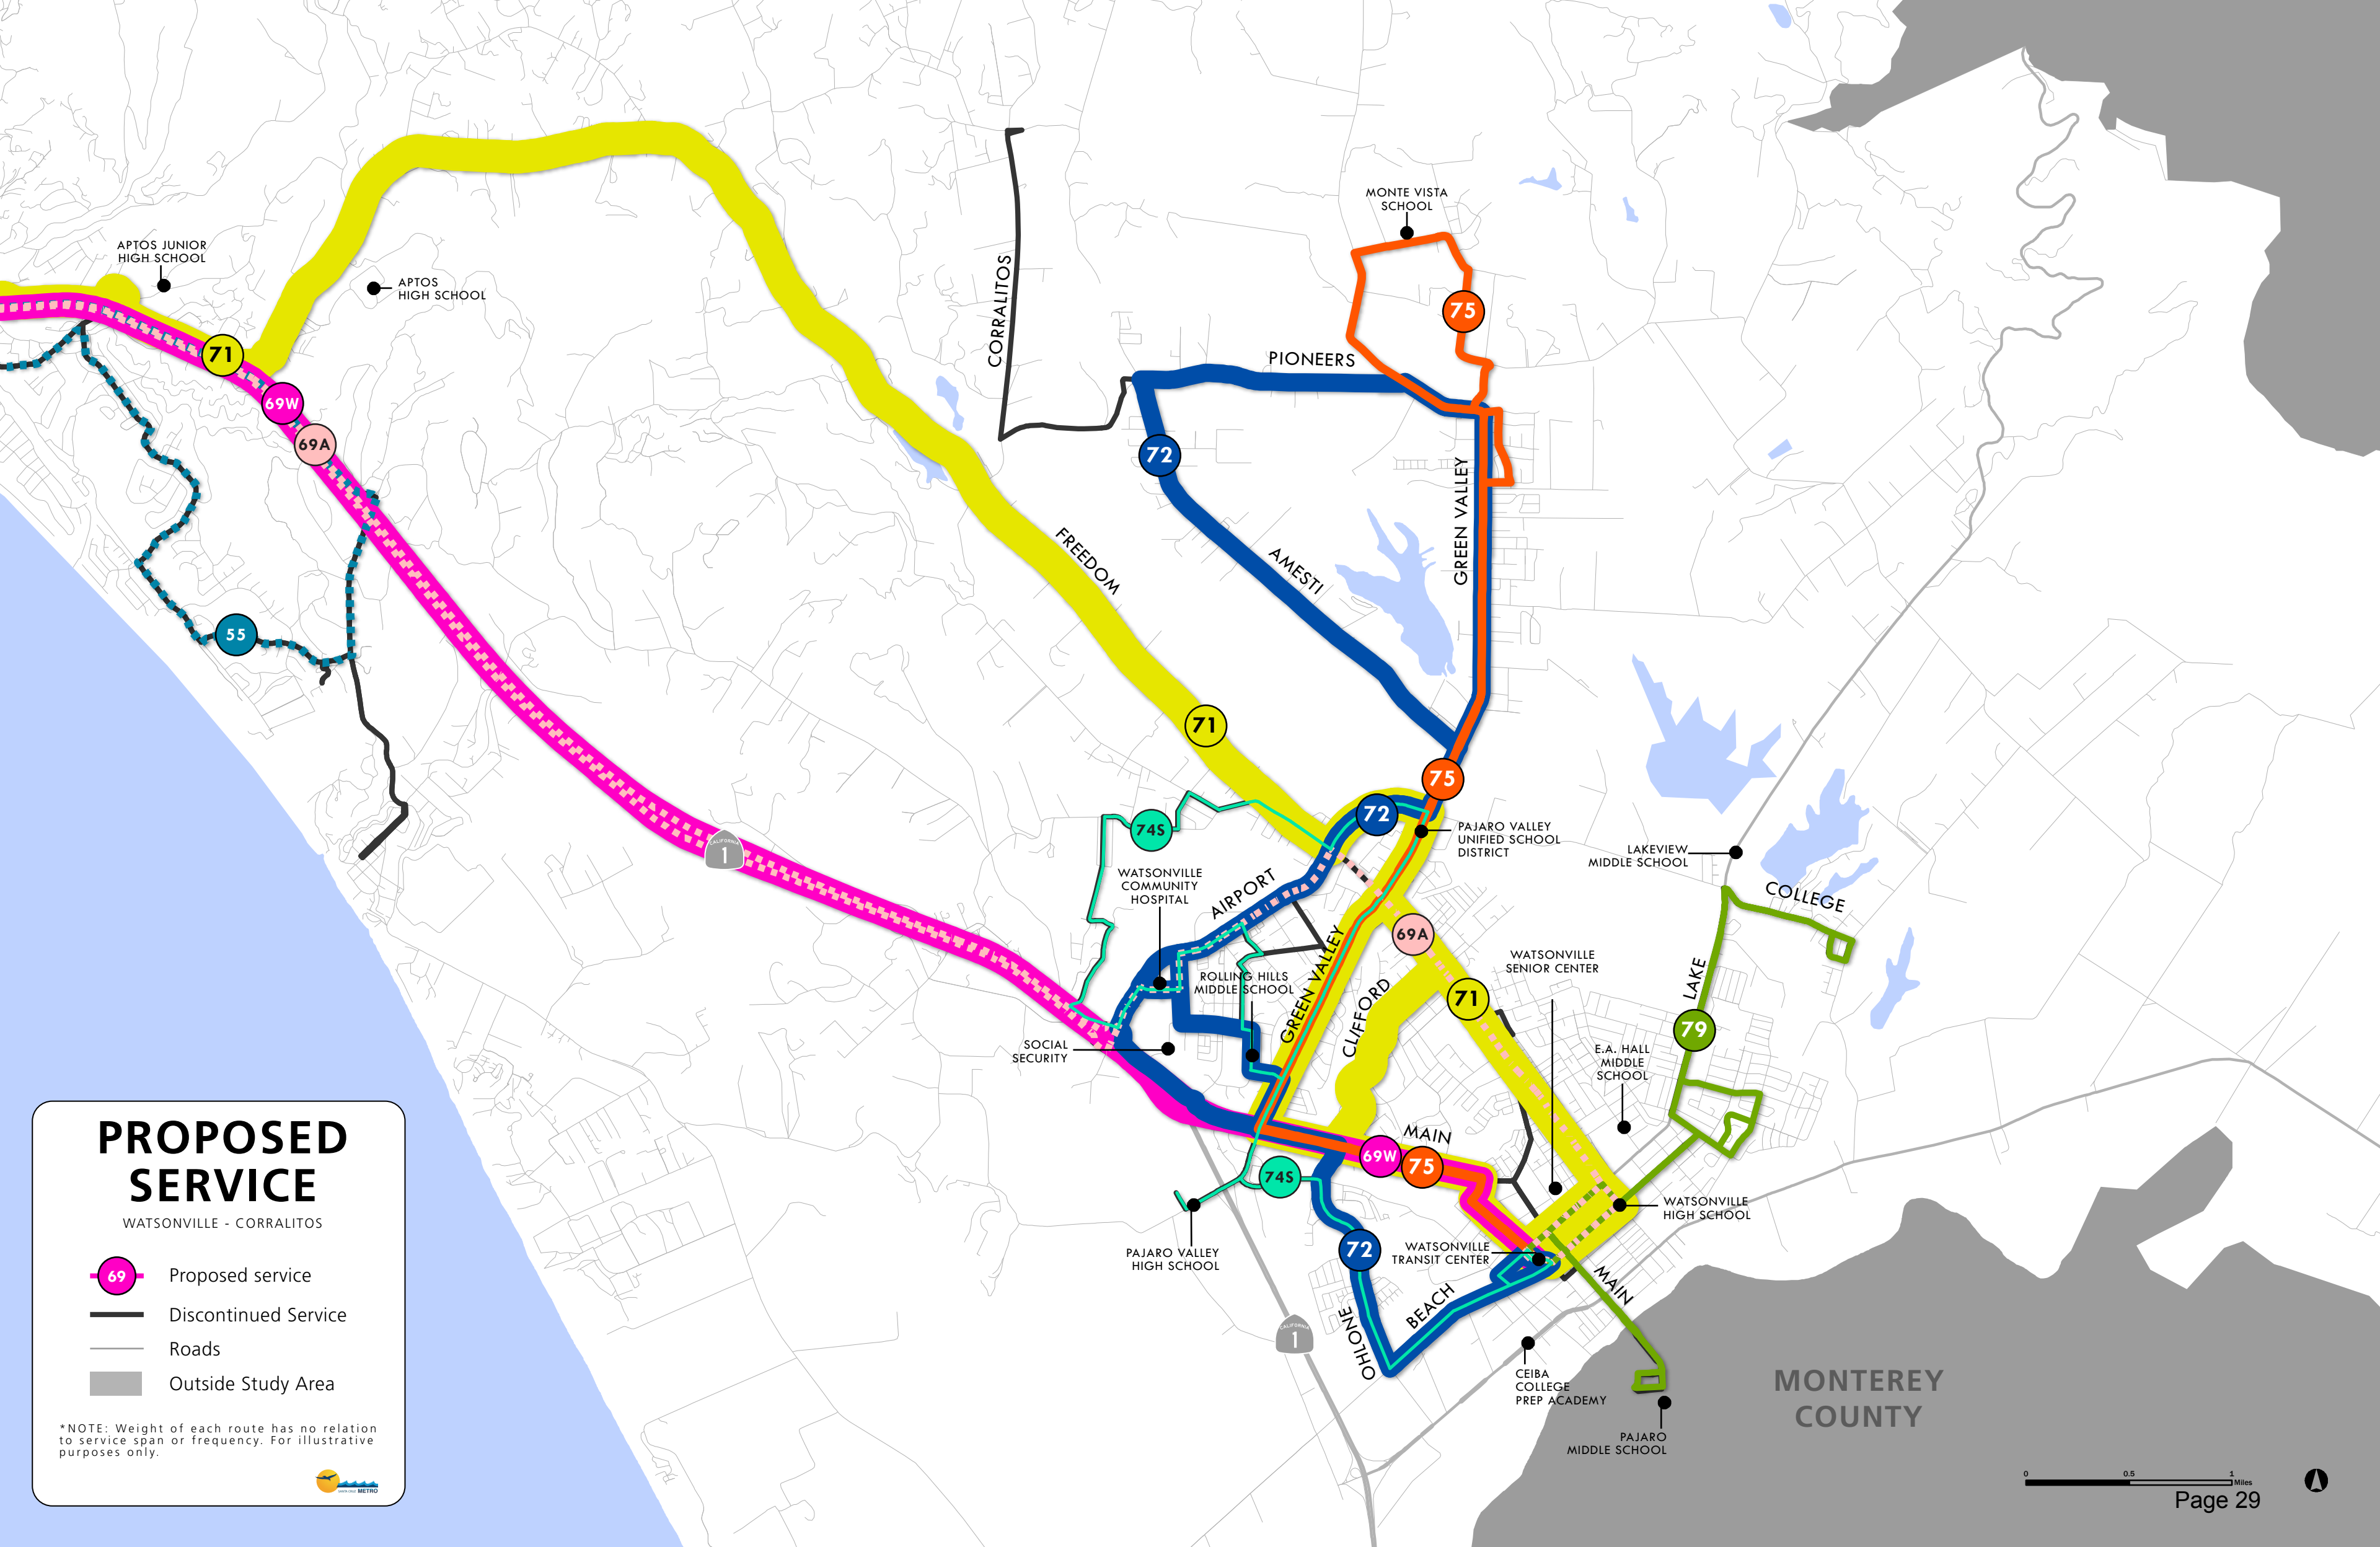 MONTE VISTA
SCHOOL
APTOS JUNIOR
HIGH SCHOOL
APTOS
HIGH SCHOOL
CORRALITOS
75
71
PIONEERS
69W
69A
72
GREEN VALLEY
FREEDOM
AMESTI
55
71
75
72
74S
PAJARO VALLEY
UNIFIED SCHOOL
DISTRICT
CALIFORNIA
1
LAKEVIEW
MIDDLE SCHOOL
WATSONVILLE
COMMUNITY
HOSPITAL
AIRPORT
COLLEGE
69A
WATSONVILLE
SENIOR CENTER
ROLLING HILLS
MIDDLE SCHOOL
GREEN VALLEY
CLIFFORD
71
LAKE
79
SOCIAL
SECURITY
E.A. HALL
MIDDLE
SCHOOL
MAIN
69W
75
74S
WATSONVILLE
HIGH SCHOOL
PAJARO VALLEY
HIGH SCHOOL
72
WATSONVILLE
TRANSIT CENTER
MAIN
BEACH
OHLONE
CALIFORNIA
1
CEIBA
COLLEGE
PREP ACADEMY
PAJARO
MIDDLE SCHOOL
MONTEREY
COUNTY
PROPOSED
SERVICE
WATSONVILLE - CORRALITOS
69 Proposed service
Discontinued Service
Roads
Outside Study Area
*NOTE: Weight of each route has no relation
to service span or frequency. For illustrative
purposes only.
METRO
0 0.5 1
Miles
Page 29